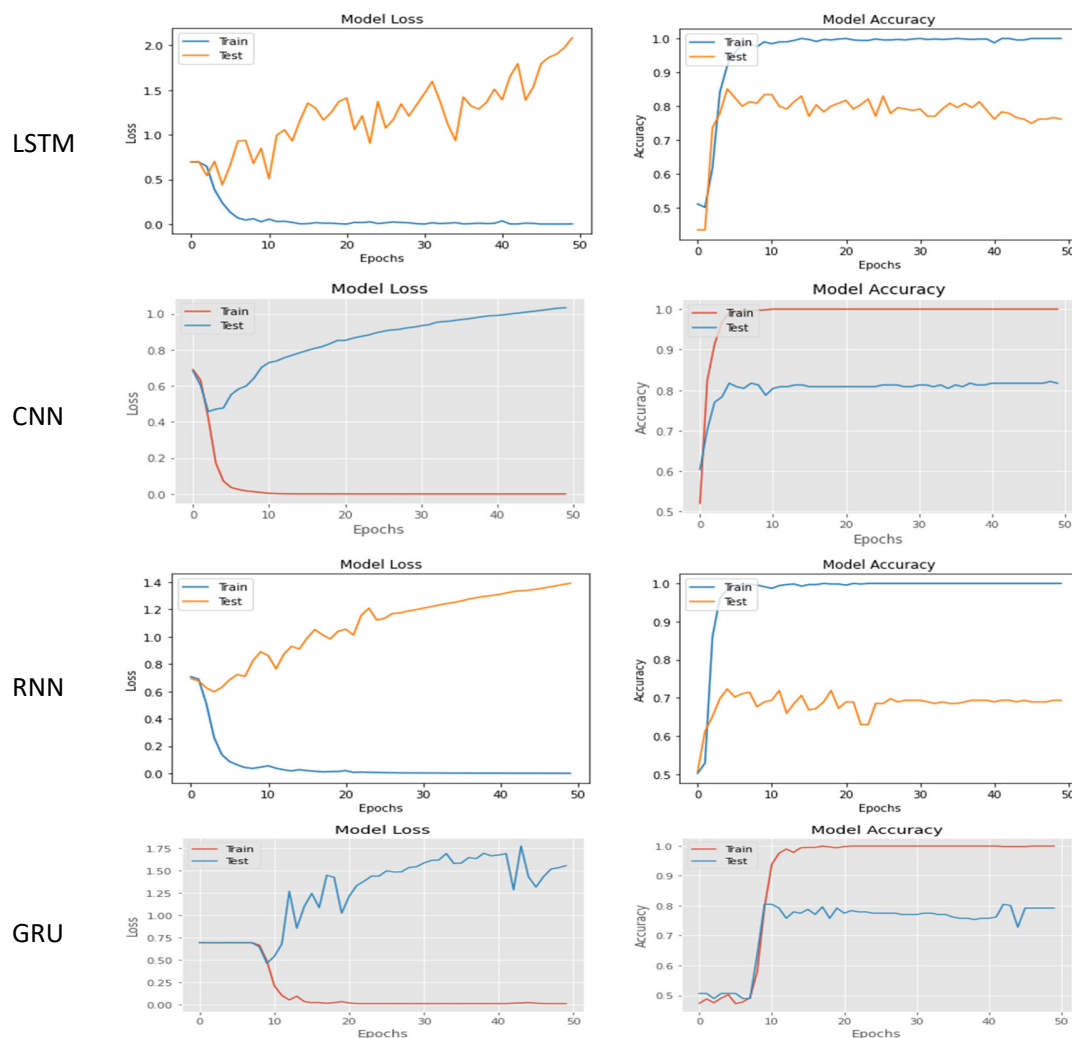 Model Loss
Model Accuracy
LSTM
Train
Test
2.0
1.5
1.0
0.5
0.0
Loss
0
10
20
30
40
50
Epochs
Train
Test
1.0
0.9
0.8
0.7
0.6
0.5
Accuracy
0
10
20
30
40
50
Epochs
Model Loss
Model Accuracy
CNN
Train
Test
1.0
0.8
0.6
0.4
0.2
0.0
Loss
0
10
20
30
40
50
Epochs
Train
Test
1.0
0.9
0.8
0.7
0.6
0.5
Accuracy
0
10
20
30
40
50
Epochs
Model Loss
Model Accuracy
RNN
Train
Test
1.4
1.2
1.0
0.8
0.6
0.4
0.2
0.0
Loss
0
10
20
30
40
50
Epochs
Train
Test
1.0
0.9
0.8
0.7
0.6
0.5
Accuracy
0
10
20
30
40
50
Epochs
Model Loss
Model Accuracy
GRU
Train
Test
1.75
1.50
1.25
1.00
0.75
0.50
0.25
0.00
Loss
0
10
20
30
40
50
Epochs
Train
Test
1.0
0.9
0.8
0.7
0.6
0.5
Accuracy
0
10
20
30
40
50
Epochs